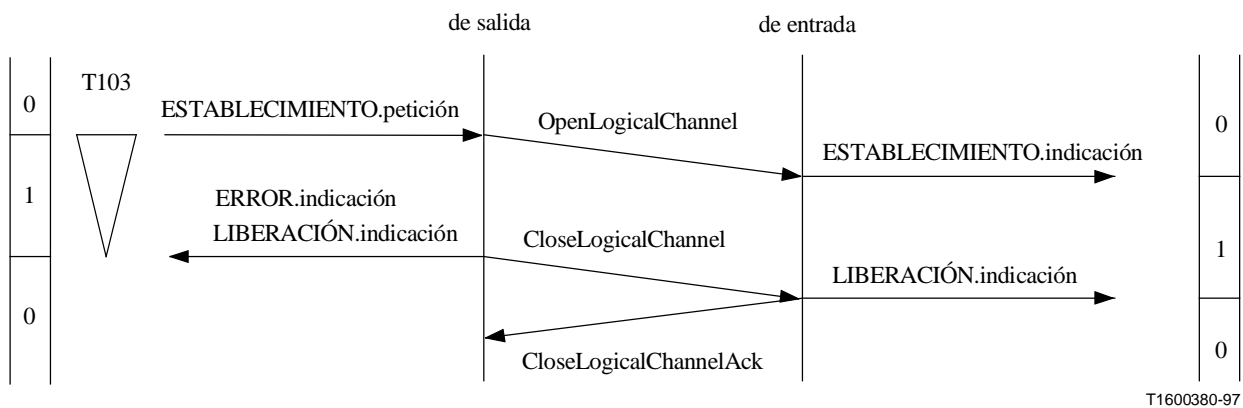 de salida
de entrada
T103
0
ESTABLECIMIENTO.petición
OpenLogicalChannel
0
ESTABLECIMIENTO.indicación
1
ERROR.indicación
LIBERACIÓN.indicación
CloseLogicalChannel
1
LIBERACIÓN.indicación
0
CloseLogicalChannelAck
0
T1600380-97